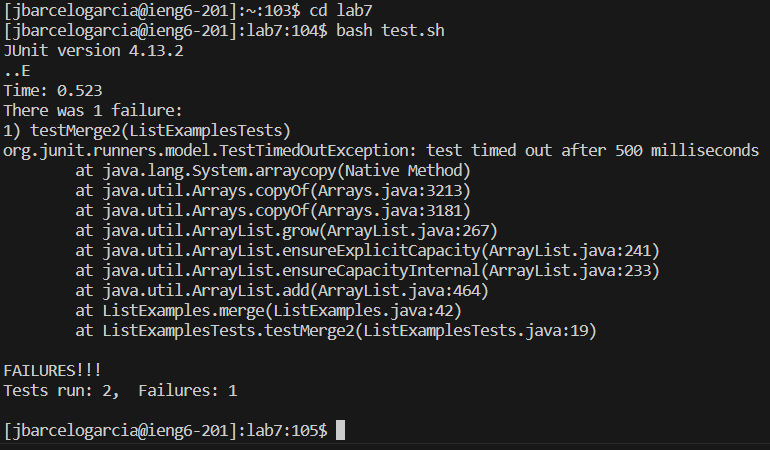 [jbarcelogarcia@ieng6-201]:~:103$ cd lab7
[jbarcelogarcia@ieng6-201]:lab7:104$ bash test.sh
JUnit version 4.13.2
..E
Time: 0.523
There was 1 failure:
1) testMerge2(ListExamplesTests)
org.junit.runners.model.TestTimedOutException: test timed out after 500 milliseconds
        at java.lang.System.arraycopy(Native Method)
        at java.util.Arrays.copyOf(Arrays.java:3213)
        at java.util.Arrays.copyOf(Arrays.java:3181)
        at java.util.ArrayList.grow(ArrayList.java:267)
        at java.util.ArrayList.ensureExplicitCapacity(ArrayList.java:241)
        at java.util.ArrayList.ensureCapacityInternal(ArrayList.java:233)
        at java.util.ArrayList.add(ArrayList.java:464)
        at ListExamples.merge(ListExamples.java:42)
        at ListExamplesTests.testMerge2(ListExamplesTests.java:19)

FAILURES!!!
Tests run: 2,  Failures: 1

[jbarcelogarcia@ieng6-201]:lab7:105$